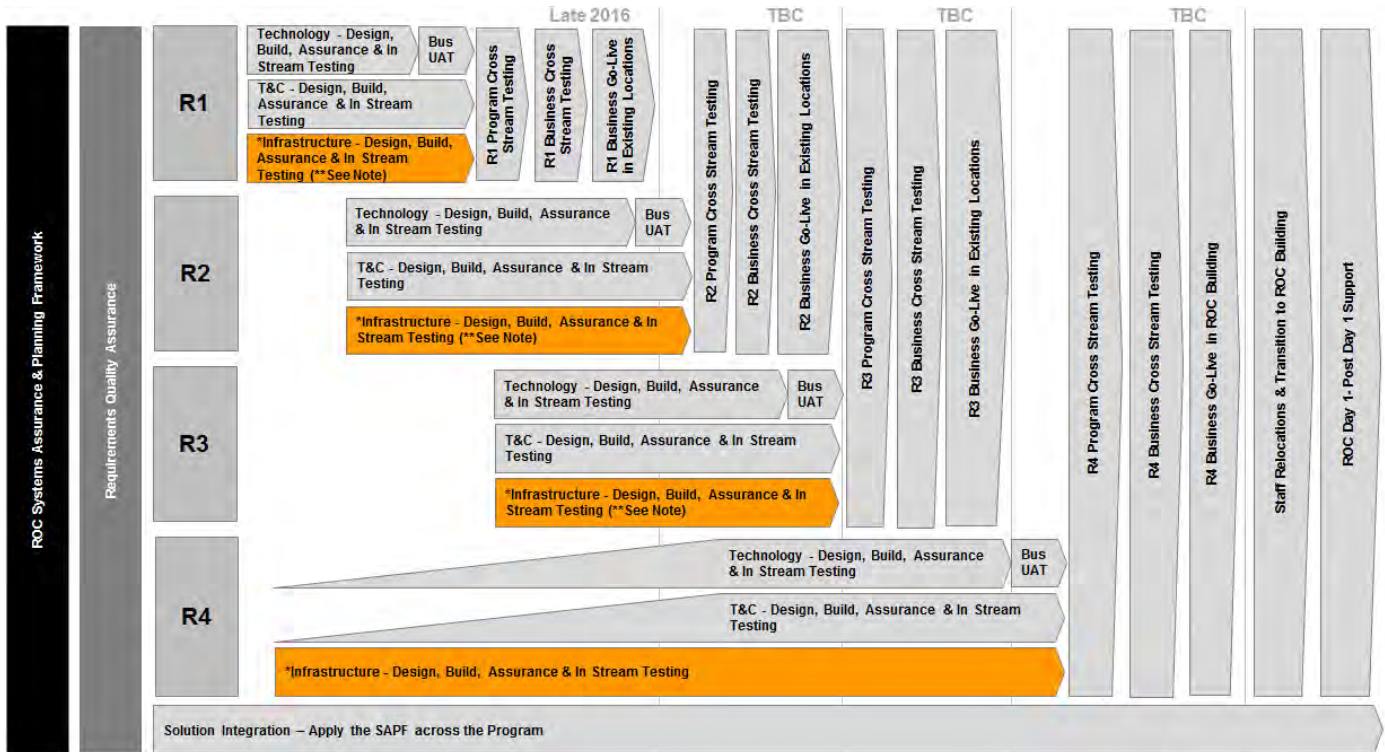 Late 2016
TBC
TBC
TBC
ROC Systems Assurance & Planning Framework
Requirements Quality Assurance
R1
Technology - Design,
Build, Assurance & In
Stream Testing
Bus
UAT
T&C - Design, Build,
Assurance & In Stream
Testing
*Infrastructure - Design, Build,
Assurance & In Stream
Testing (**See Note)
R1 Program Cross
Stream Testing
R1 Business Cross
Stream Testing
R1 Business Go-Live
in Existing Locations
R2
Technology - Design, Build, Assurance
& In Stream Testing
Bus
UAT
T&C - Design, Build, Assurance & In Stream
Testing
*Infrastructure - Design, Build, Assurance & In
Stream Testing (**See Note)
R2 Program Cross Stream Testing
R2 Business Cross Stream Testing
R2 Business Go-Live in Existing Locations
R3
Technology - Design, Build, Assurance
& In Stream Testing
Bus
UAT
T&C - Design, Build, Assurance & In Stream
Testing
*Infrastructure - Design, Build, Assurance & In
Stream Testing (**See Note)
R3 Program Cross Stream Testing
R3 Business Cross Stream Testing
R3 Business Go-Live in Existing Locations
R4
Technology - Design, Build, Assurance
& In Stream Testing
Bus
UAT
T&C - Design, Build, Assurance & In Stream
Testing
*Infrastructure - Design, Build, Assurance & In Stream Testing
R4 Program Cross Stream Testing
R4 Business Cross Stream Testing
R4 Business Go-Live in ROC Building
Staff Relocations & Transition to ROC Building
ROC Day 1- Post Day 1 Support
Solution Integration – Apply the SAPF across the Program